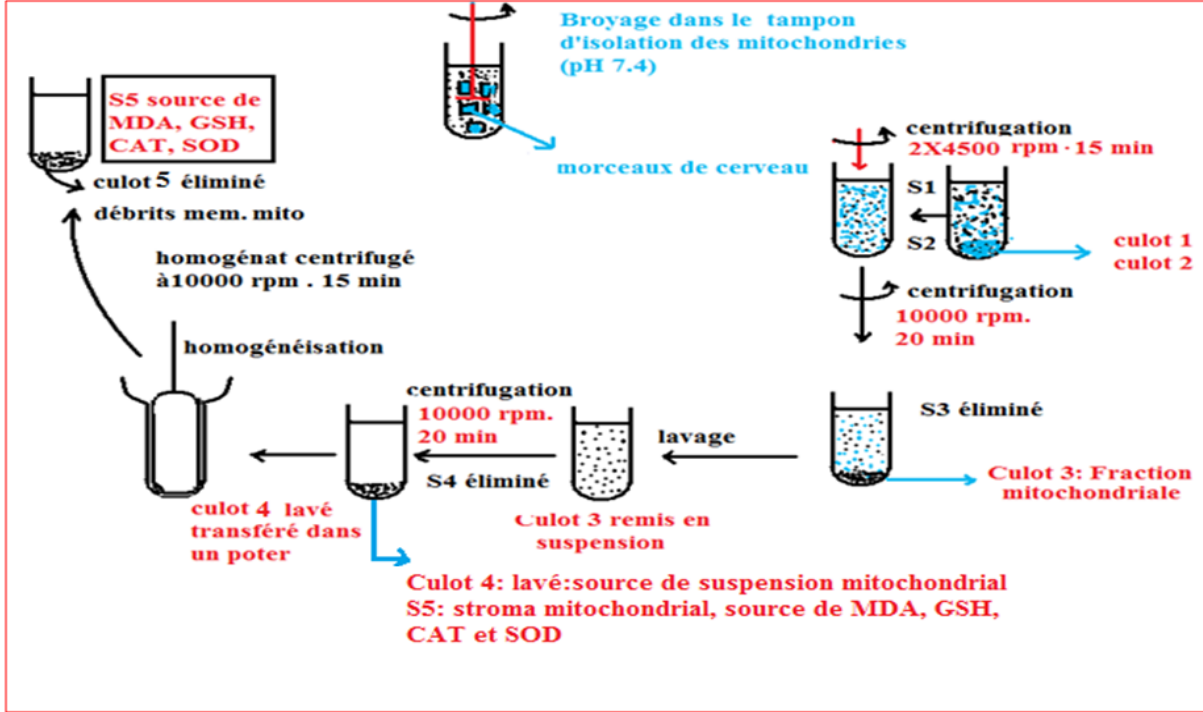 Broyage dans le tampon
d'isolation des mitochondries
(pH 7.4)
morceaux de cerveau
centrifugation
2X4500 rpm · 15 min
S1
S2
culot 1
culot 2
centrifugation
10000 rpm.
20 min
S3 éliminé
Culot 3: Fraction
mitochondriale
lavage
Culot 3 remis en
suspension
centrifugation
10000 rpm.
20 min
S4 éliminé
Culot 4: lavé:source de suspension mitochondrial
S5: stroma mitochondrial, source de MDA, GSH,
CAT et SOD
culot 4 lavé
transféré dans
un poter
homogénéisation
homogénat centrifugé
à10000 rpm . 15 min
S5 source de
MDA, GSH,
CAT, SOD
culot 5 éliminé
débrits mem. mito